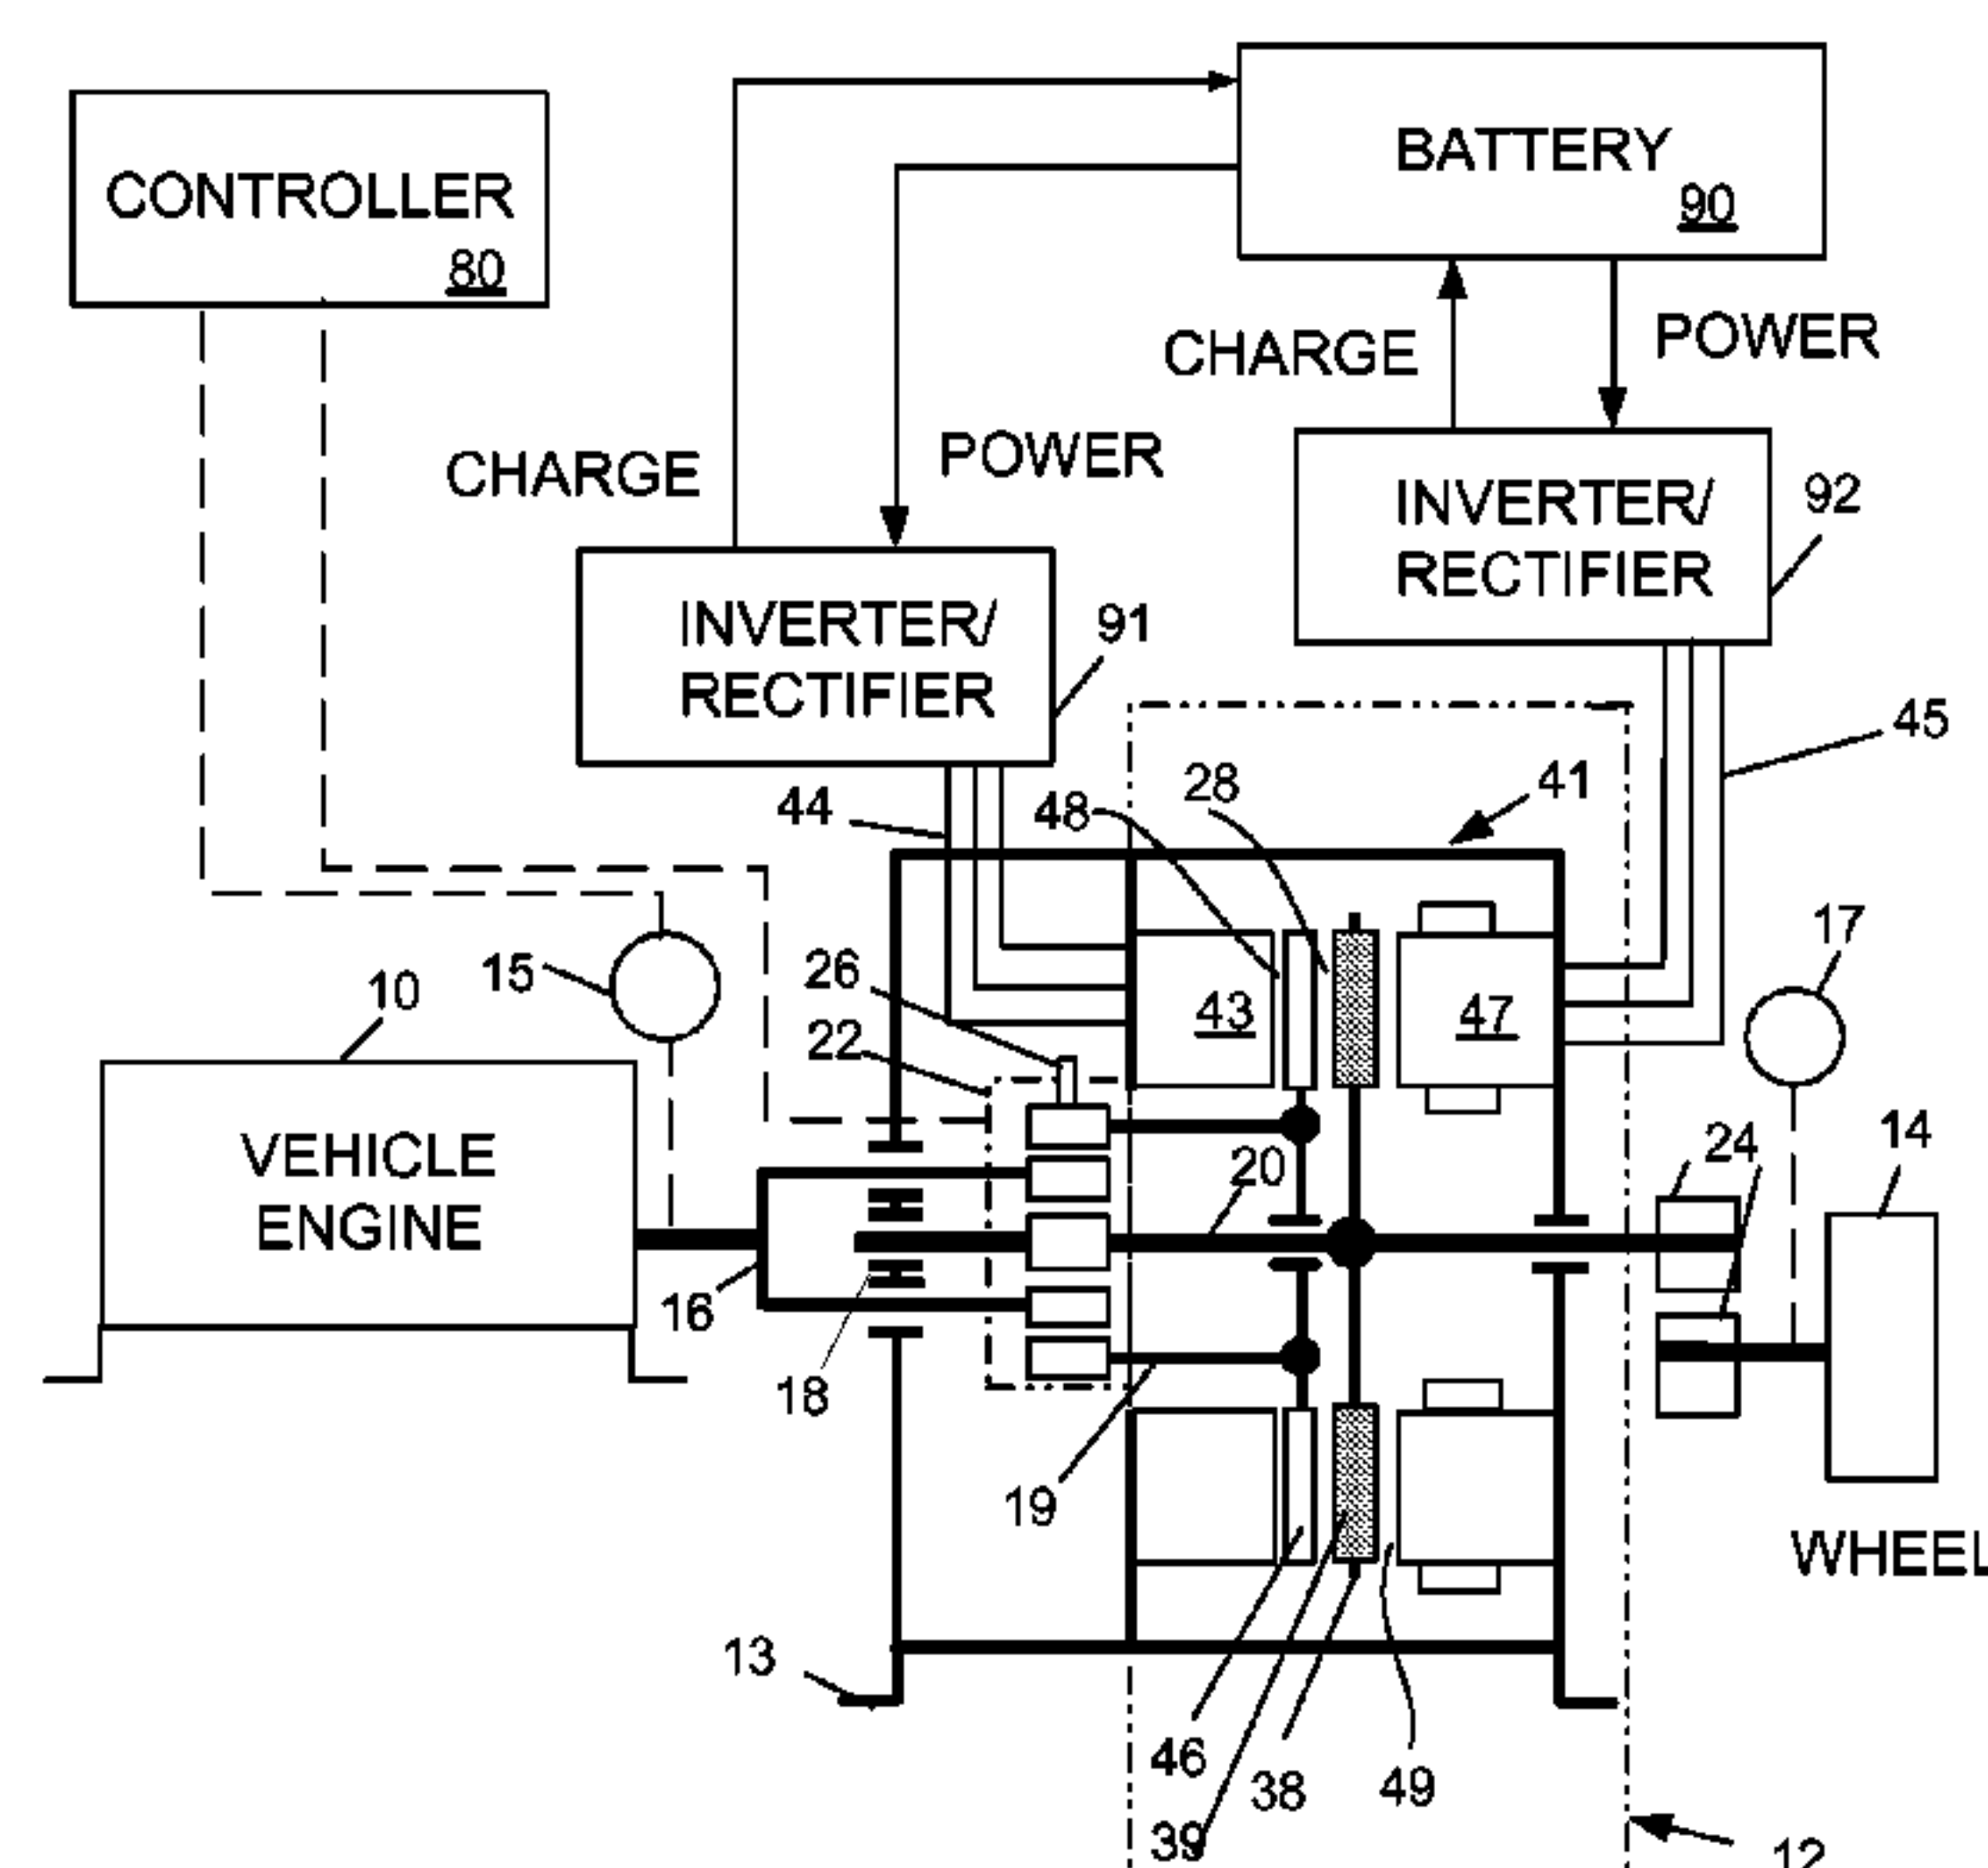 BATTERY
90
CONTROLLER
80
CHARGE
POWER
CHARGE
POWER
INVERTER/
RECTIFIER
92
INVERTER/
RECTIFIER
91
45
44
48
28
41
17
15
10
26
22
43
47
VEHICLE
ENGINE
20
24
14
16
18
19
WHEEL
13
46
38
49
39
12